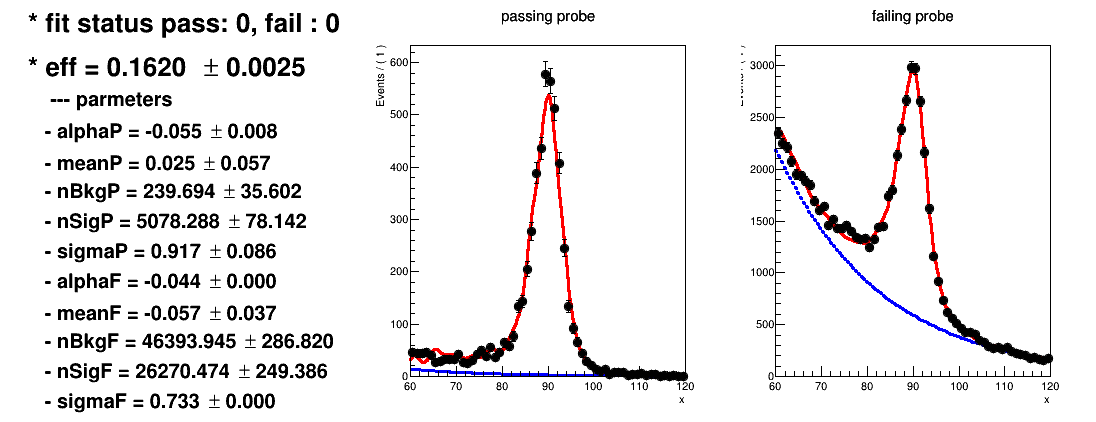 * fit status pass: 0, fail : 0
* eff = 0.1620 ± 0.0025
--- parmeters
- alphaP = -0.055 ± 0.008
- meanP = 0.025 ± 0.057
- nBkgP = 239.694 ± 35.602
- nSigP = 5078.288 ± 78.142
- sigmaP = 0.917 ± 0.086
- alphaF = -0.044 ± 0.000
- meanF = -0.057 ± 0.037
- nBkgF = 46393.945 ± 286.820
- nSigF = 26270.474 ± 249.386
- sigmaF = 0.733 ± 0.000
passing probe
Events / ( 1 )
600
500
400
300
200
100
0
60 70 80 90 100 110 120
x
failing probe
3000
2500
2000
1500
1000
500
0
60 70 80 90 100 110 120
x